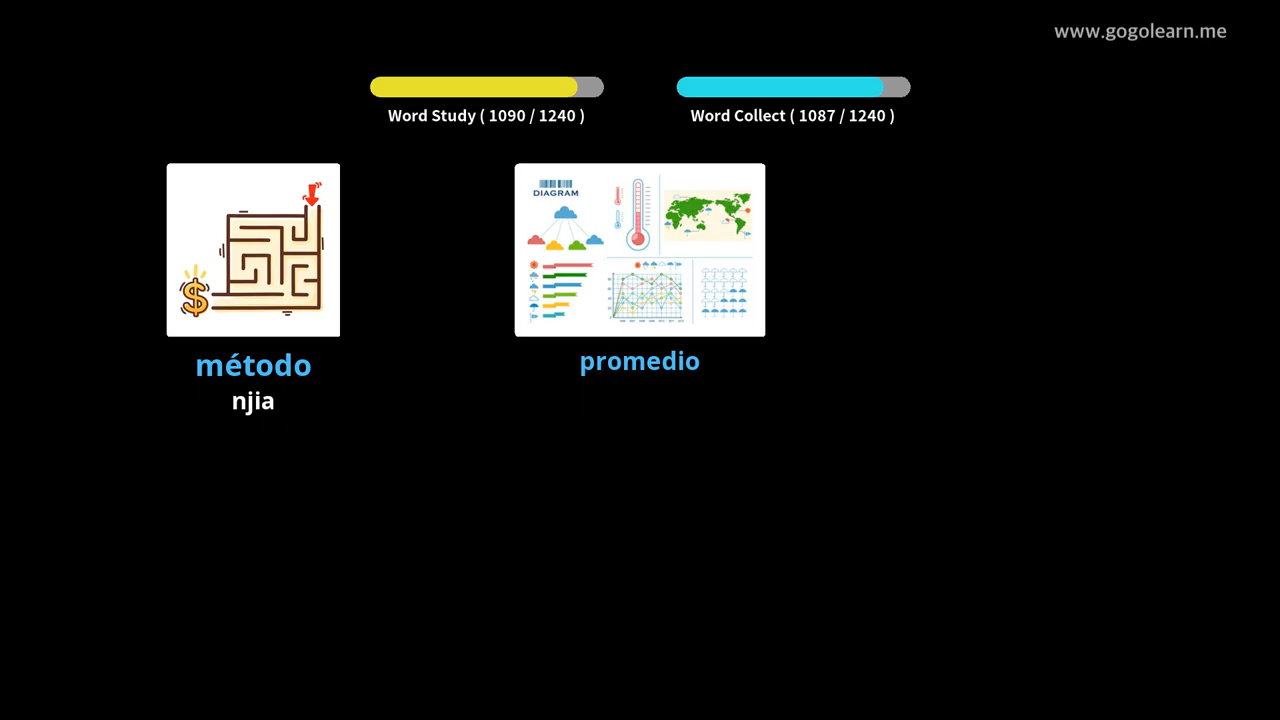 www.gogolearn.me
Word Study ( 1090 / 1240 )
Word Collect ( 1087 / 1240 )
DIAGRAM
$
método
njia
promedio